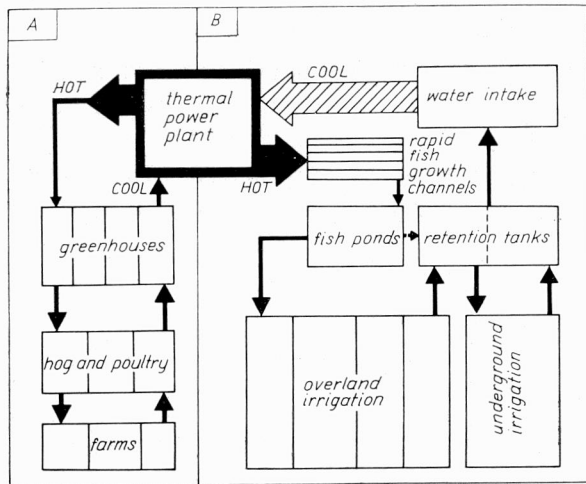 A
B
HOT
COOL
thermal
power
plant
water intake
HOT
rapid
fish
growth
channels
COOL
greenhouses
fish ponds
retention tanks
hog and poultry
farms
overland
irrigation
underground
irrigation